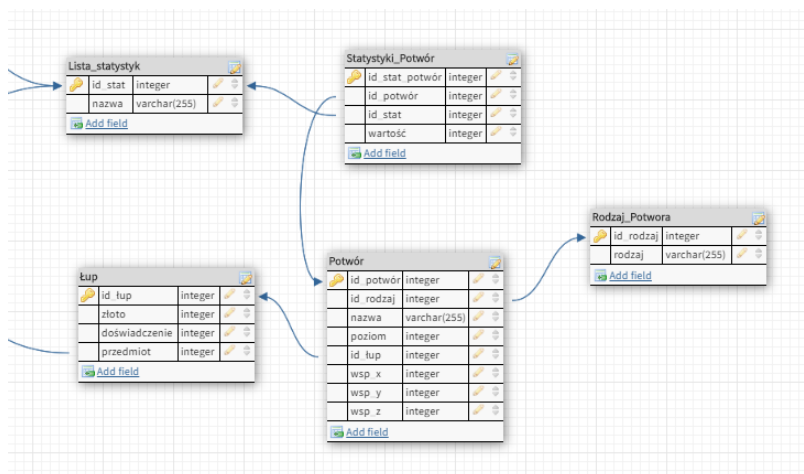 Lista_statystyk
id_stat integer
nazwa varchar(255)
Add field
Statystyki_Potwór
id_stat_potwór integer
id_potwór integer
id_stat integer
wartość integer
Add field
Rodzaj_Potwora
id_rodzaj integer
rodzaj varchar(255)
Add field
Łup
id_łup integer
złoto integer
doświadczenie integer
przedmiot integer
Add field
Potwór
id_potwór integer
id_rodzaj integer
nazwa varchar(255)
poziom integer
id_łup integer
wsp_x integer
wsp_y integer
wsp_z integer
Add field